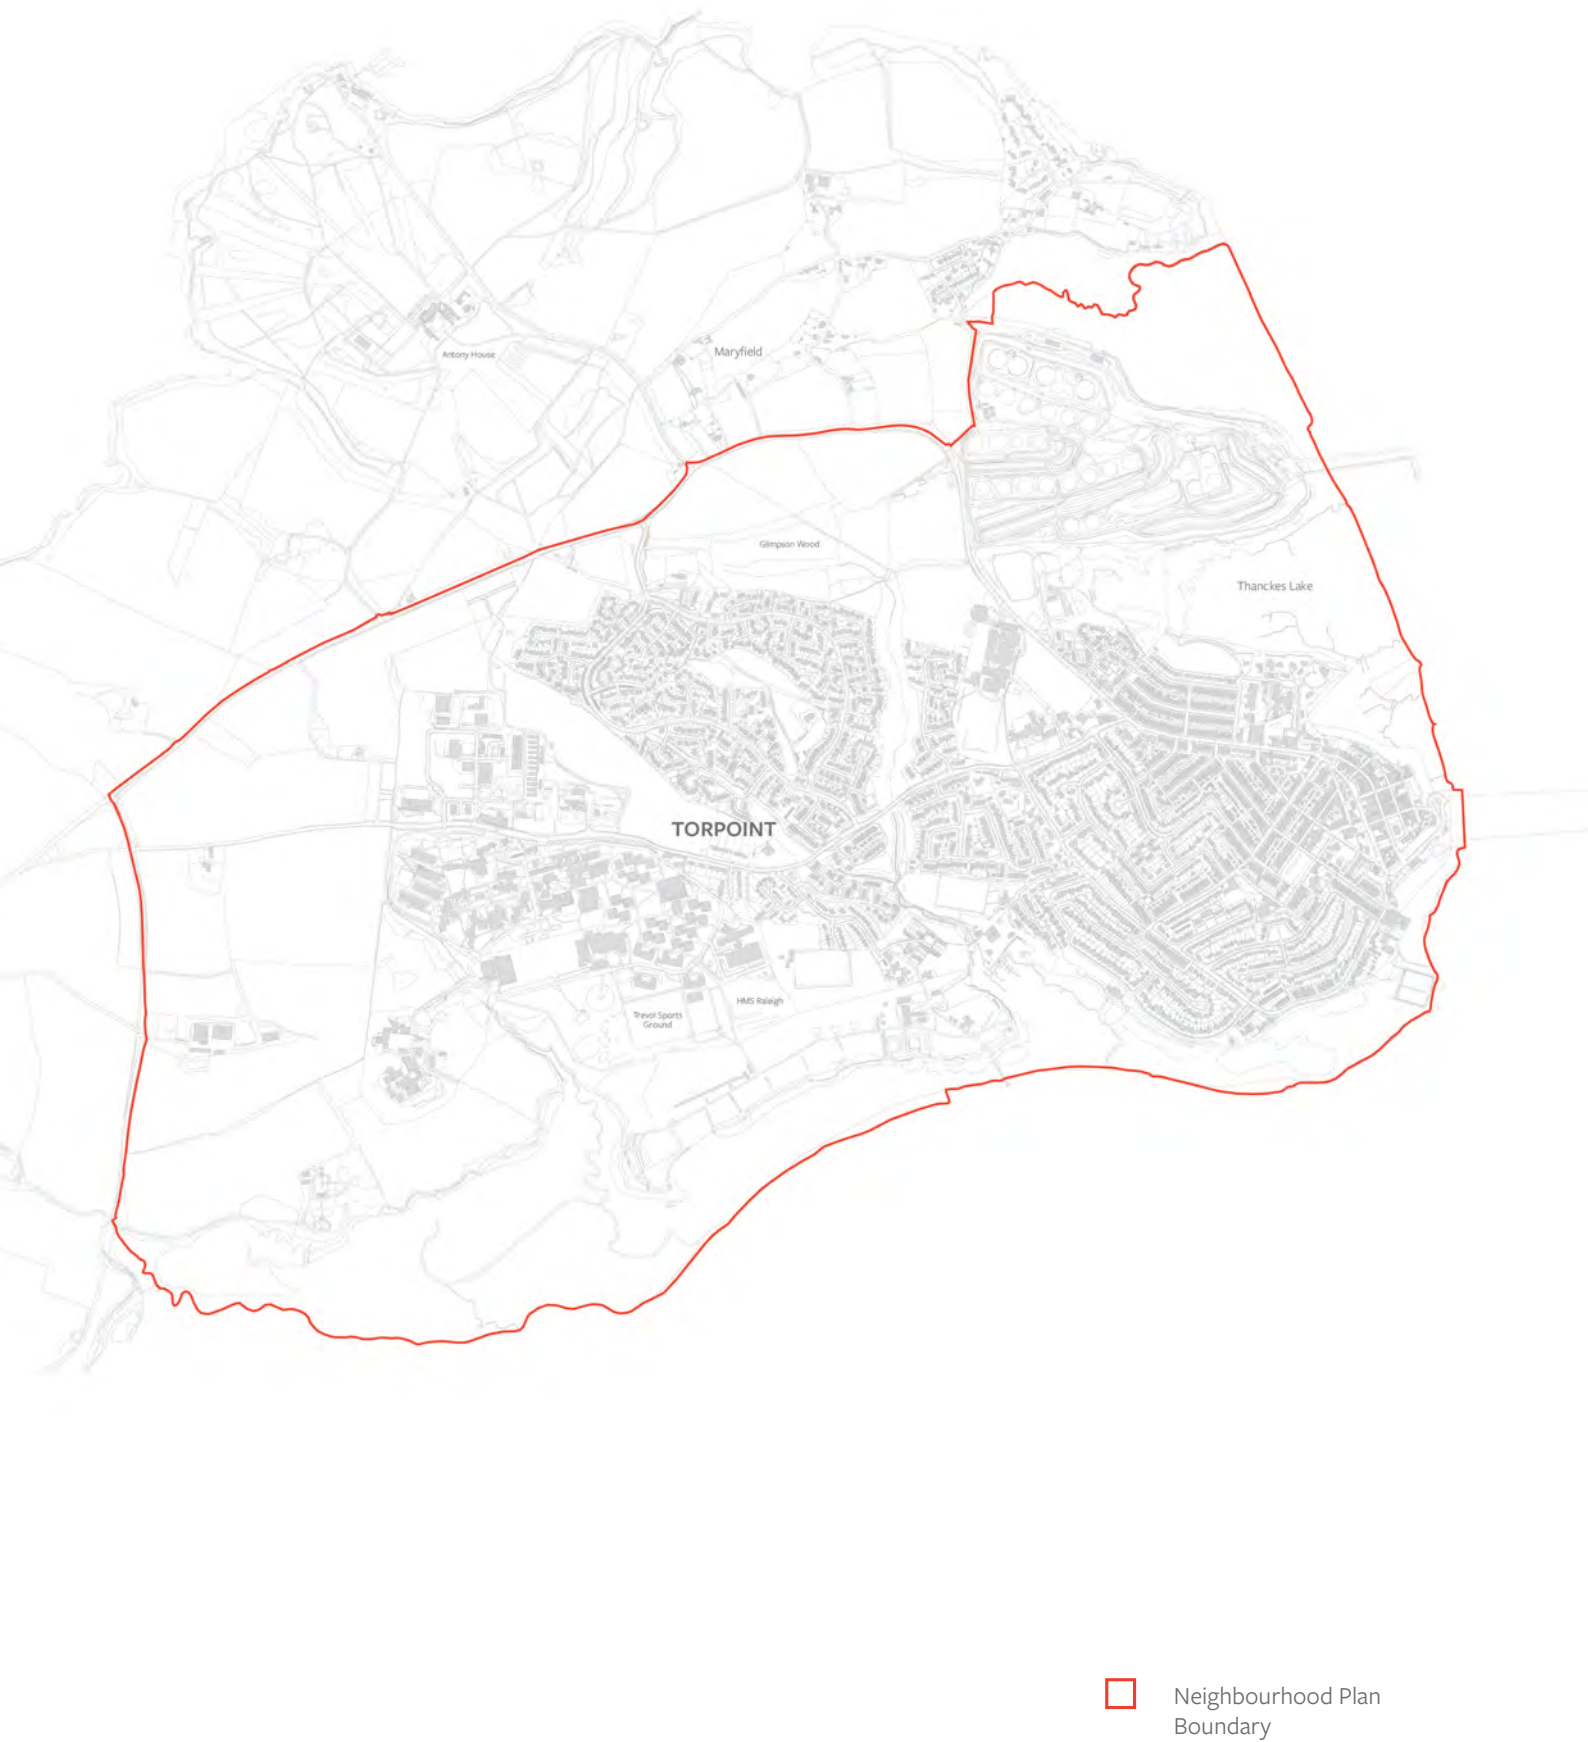 Antony House
Maryfield
Glimpson Wood
Thanckes Lake
TORPOINT
HMS Raleigh
Trevol Sports
Ground
Neighbourhood Plan
Boundary